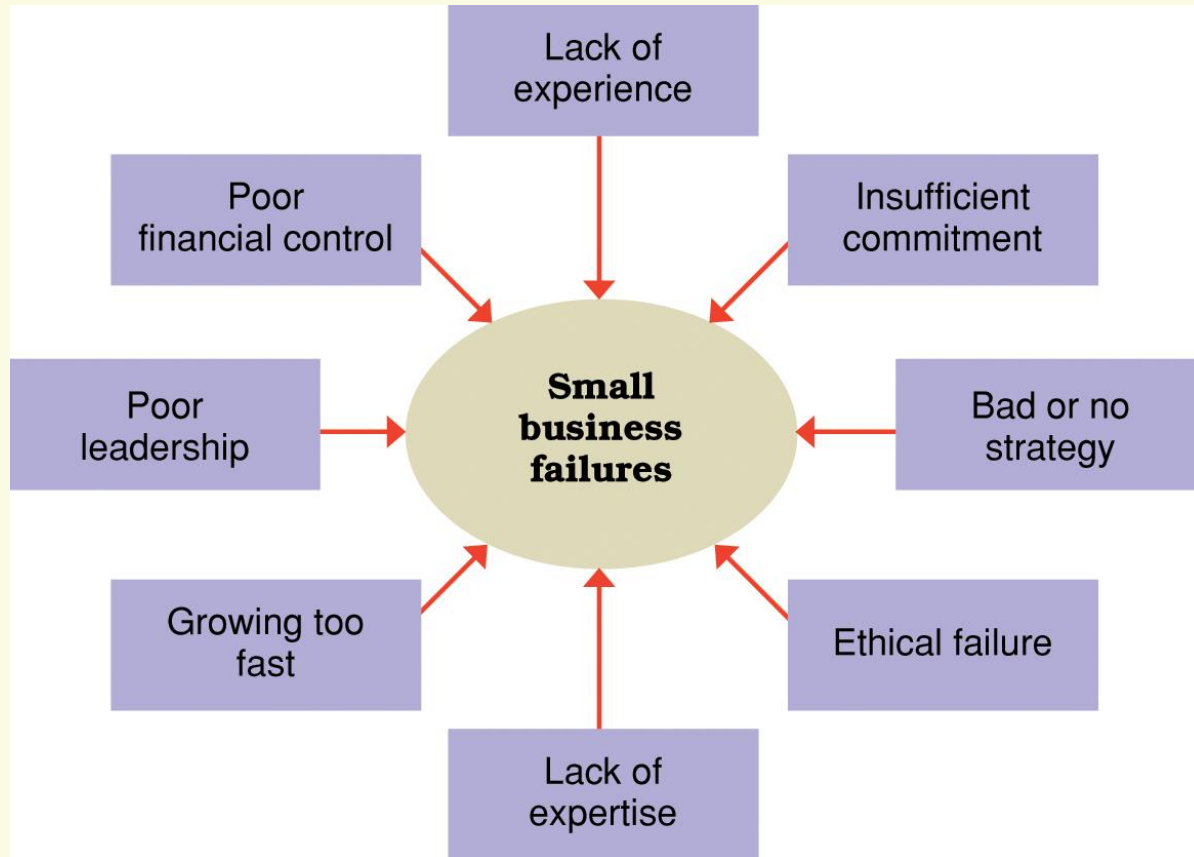 Lack of
experience
Poor
financial control
Insufficient
commitment
Poor
leadership
Small
business
failures
Bad or no
strategy
Growing too
fast
Ethical failure
Lack of
expertise